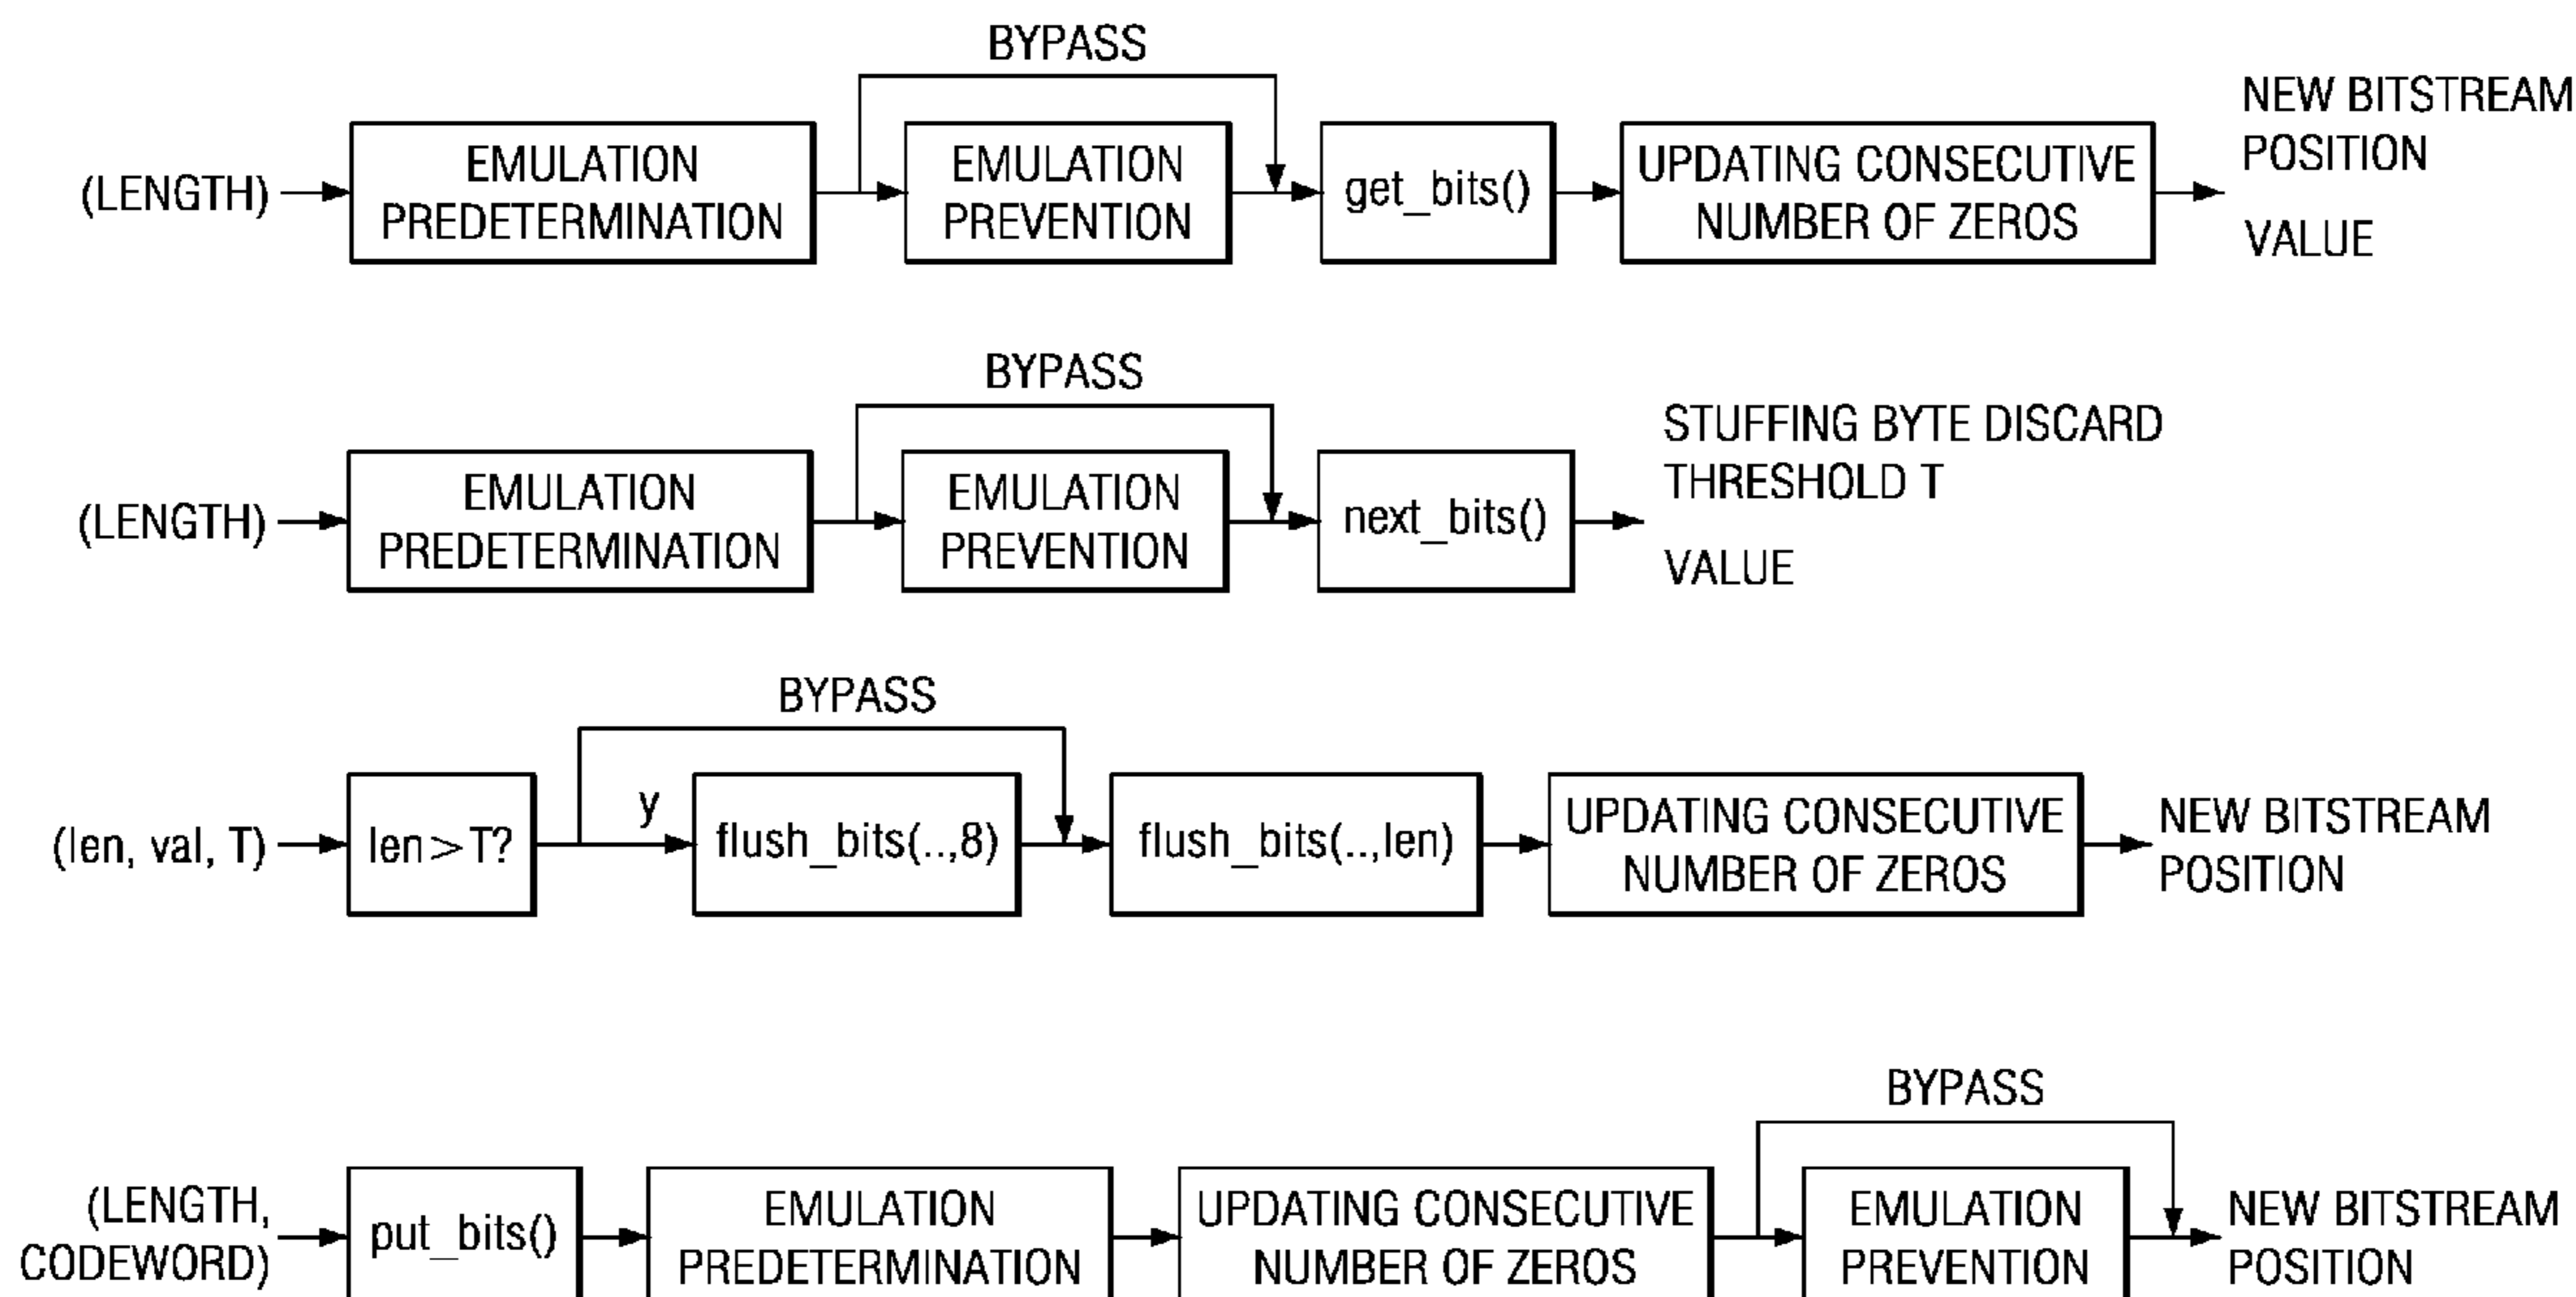 BYPASS
(LENGTH)
EMULATION
PREDETERMINATION
EMULATION
PREVENTION
get_bits()
UPDATING CONSECUTIVE
NUMBER OF ZEROS
NEW BITSTREAM
POSITION
VALUE
BYPASS
(LENGTH)
EMULATION
PREDETERMINATION
EMULATION
PREVENTION
next_bits()
STUFFING BYTE DISCARD
THRESHOLD T
VALUE
BYPASS
(len, val, T)
len>T?
y
flush_bits(..,8)
flush_bits(..,len)
UPDATING CONSECUTIVE
NUMBER OF ZEROS
NEW BITSTREAM
POSITION
BYPASS
(LENGTH,
CODEWORD)
put_bits()
EMULATION
PREDETERMINATION
UPDATING CONSECUTIVE
NUMBER OF ZEROS
EMULATION
PREVENTION
NEW BITSTREAM
POSITION